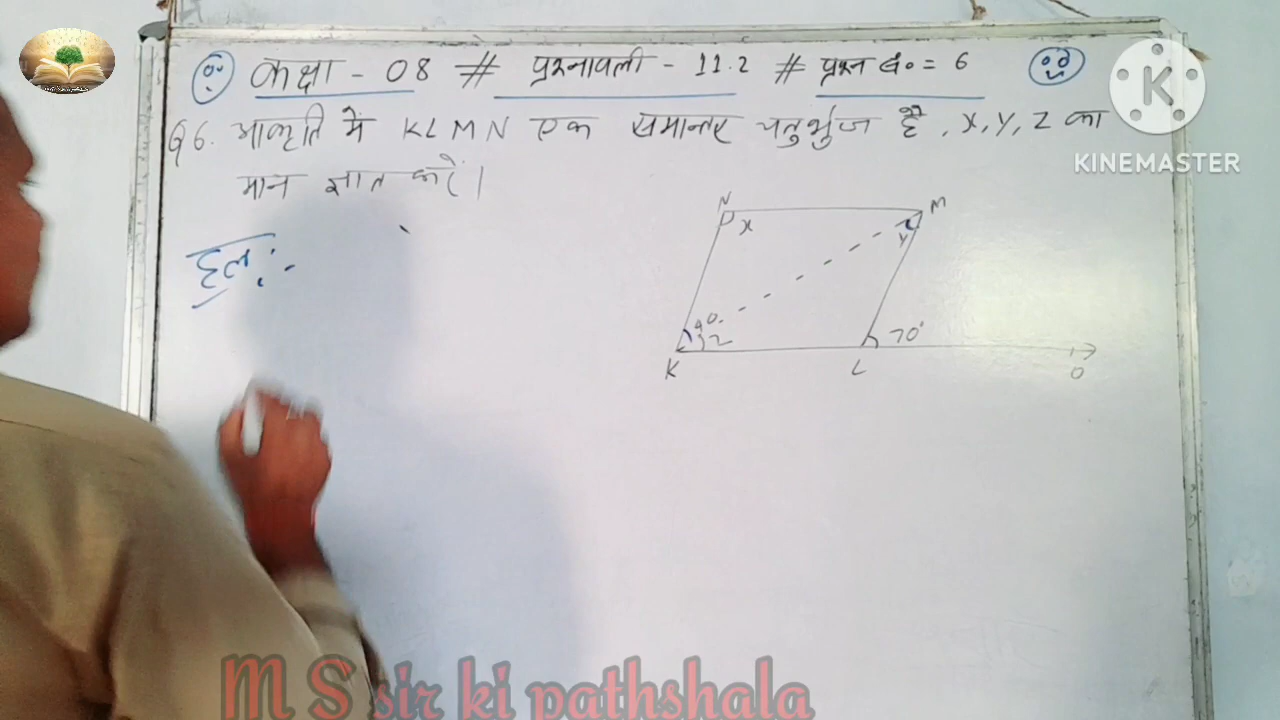 कक्षा - 08 # प्रश्नावली - 11.2 # प्रश्न सं० = 6
K
KINEMASTER
Q6. आकृति में KLMN एक समान्तर चतुर्भुज है, X, Y, Z का
मान ज्ञात करें।
N M
x y
हल:-
40° z 70°
K L O
M S sir ki pathshala